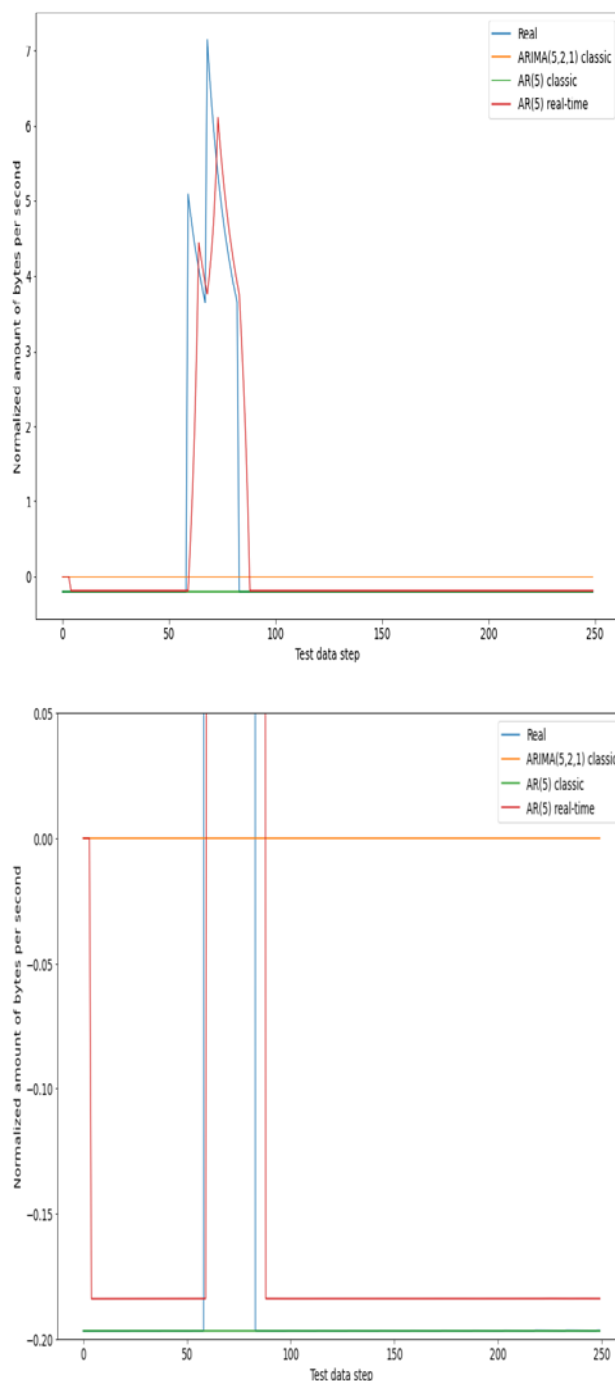 Normalized amount of bytes per second
7
6
5
4
3
2
1
0
0
50
100
150
200
250
Test data step
Real
ARIMA(5,2,1) classic
AR(5) classic
AR(5) real-time
Normalized amount of bytes per second
0.05
0.00
−0.05
−0.10
−0.15
−0.20
0
50
100
150
200
250
Test data step
Real
ARIMA(5,2,1) classic
AR(5) classic
AR(5) real-time